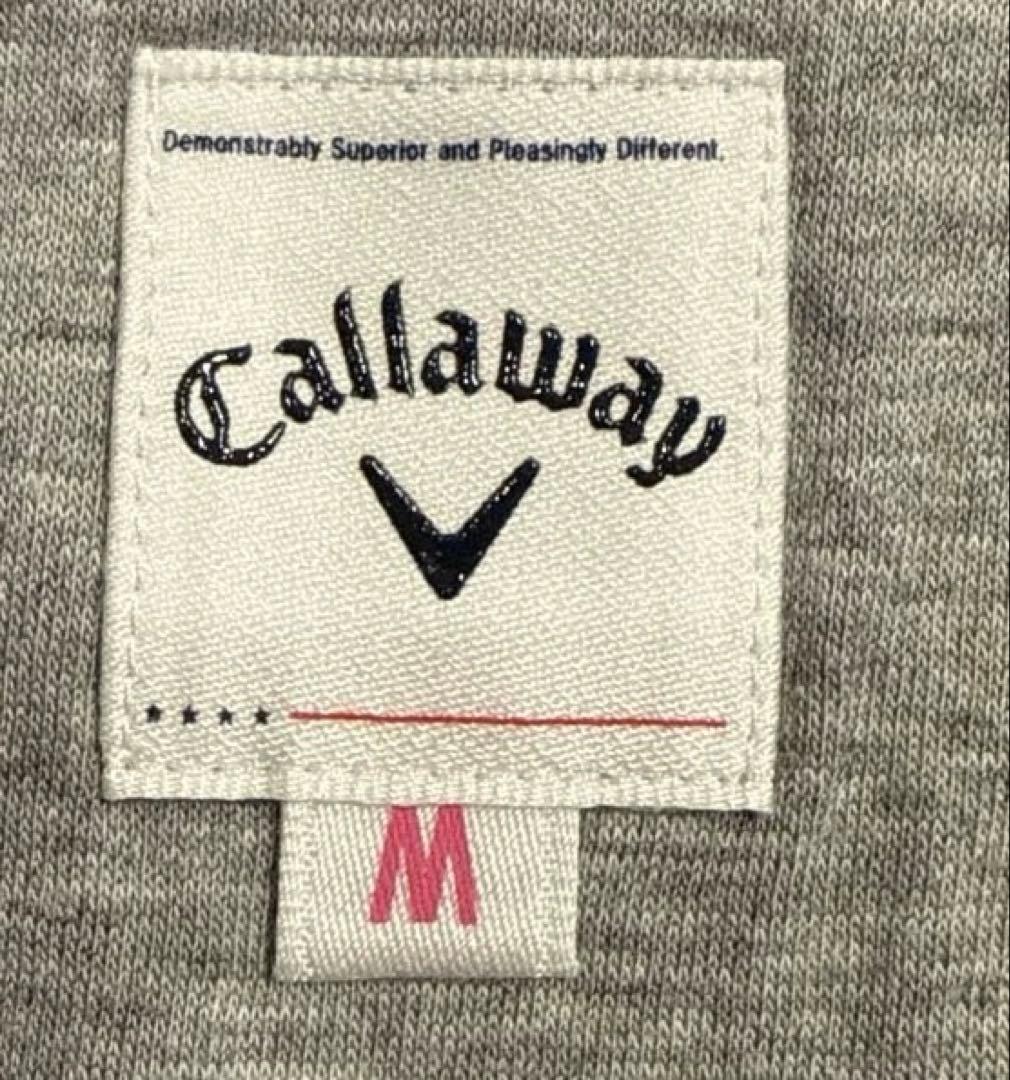 Demonstrably Superior and Pleasingly Different.
Callaway
M